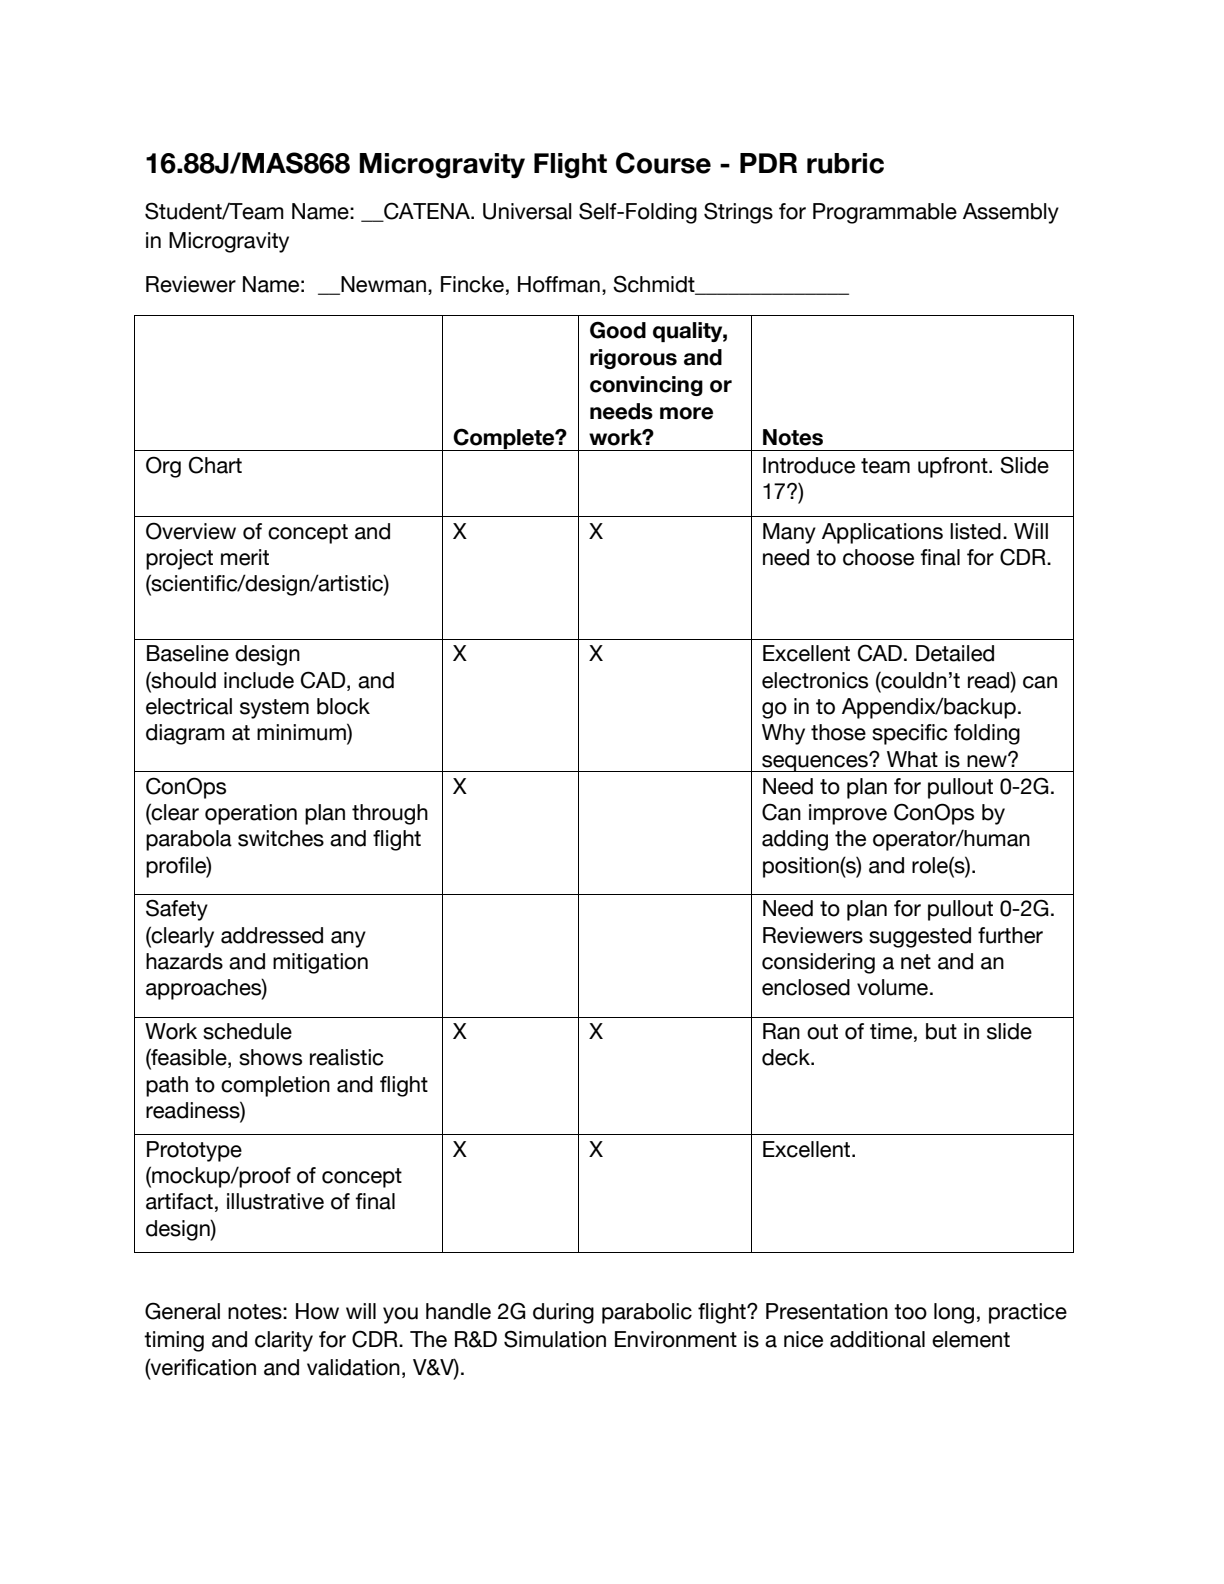 16.88J/MAS868 Microgravity Flight Course - PDR rubric
Student/Team Name: __CATENA. Universal Self-Folding Strings for Programmable Assembly
in Microgravity
Reviewer Name: __Newman, Fincke, Hoffman, Schmidt_____________
Complete?
Good quality,
rigorous and
convincing or
needs more
work?
Notes
Org Chart
Introduce team upfront. Slide
17?)
Overview of concept and
project merit
(scientific/design/artistic)
X
X
Many Applications listed. Will
need to choose final for CDR.
Baseline design
(should include CAD, and
electrical system block
diagram at minimum)
X
X
Excellent CAD. Detailed
electronics (couldn’t read) can
go in to Appendix/backup.
Why those specific folding
sequences? What is new?
ConOps
(clear operation plan through
parabola switches and flight
profile)
X
Need to plan for pullout 0-2G.
Can improve ConOps by
adding the operator/human
position(s) and role(s).
Safety
(clearly addressed any
hazards and mitigation
approaches)
Need to plan for pullout 0-2G.
Reviewers suggested further
considering a net and an
enclosed volume.
Work schedule
(feasible, shows realistic
path to completion and flight
readiness)
X
X
Ran out of time, but in slide
deck.
Prototype
(mockup/proof of concept
artifact, illustrative of final
design)
X
X
Excellent.
General notes: How will you handle 2G during parabolic flight? Presentation too long, practice
timing and clarity for CDR. The R&D Simulation Environment is a nice additional element
(verification and validation, V&V).